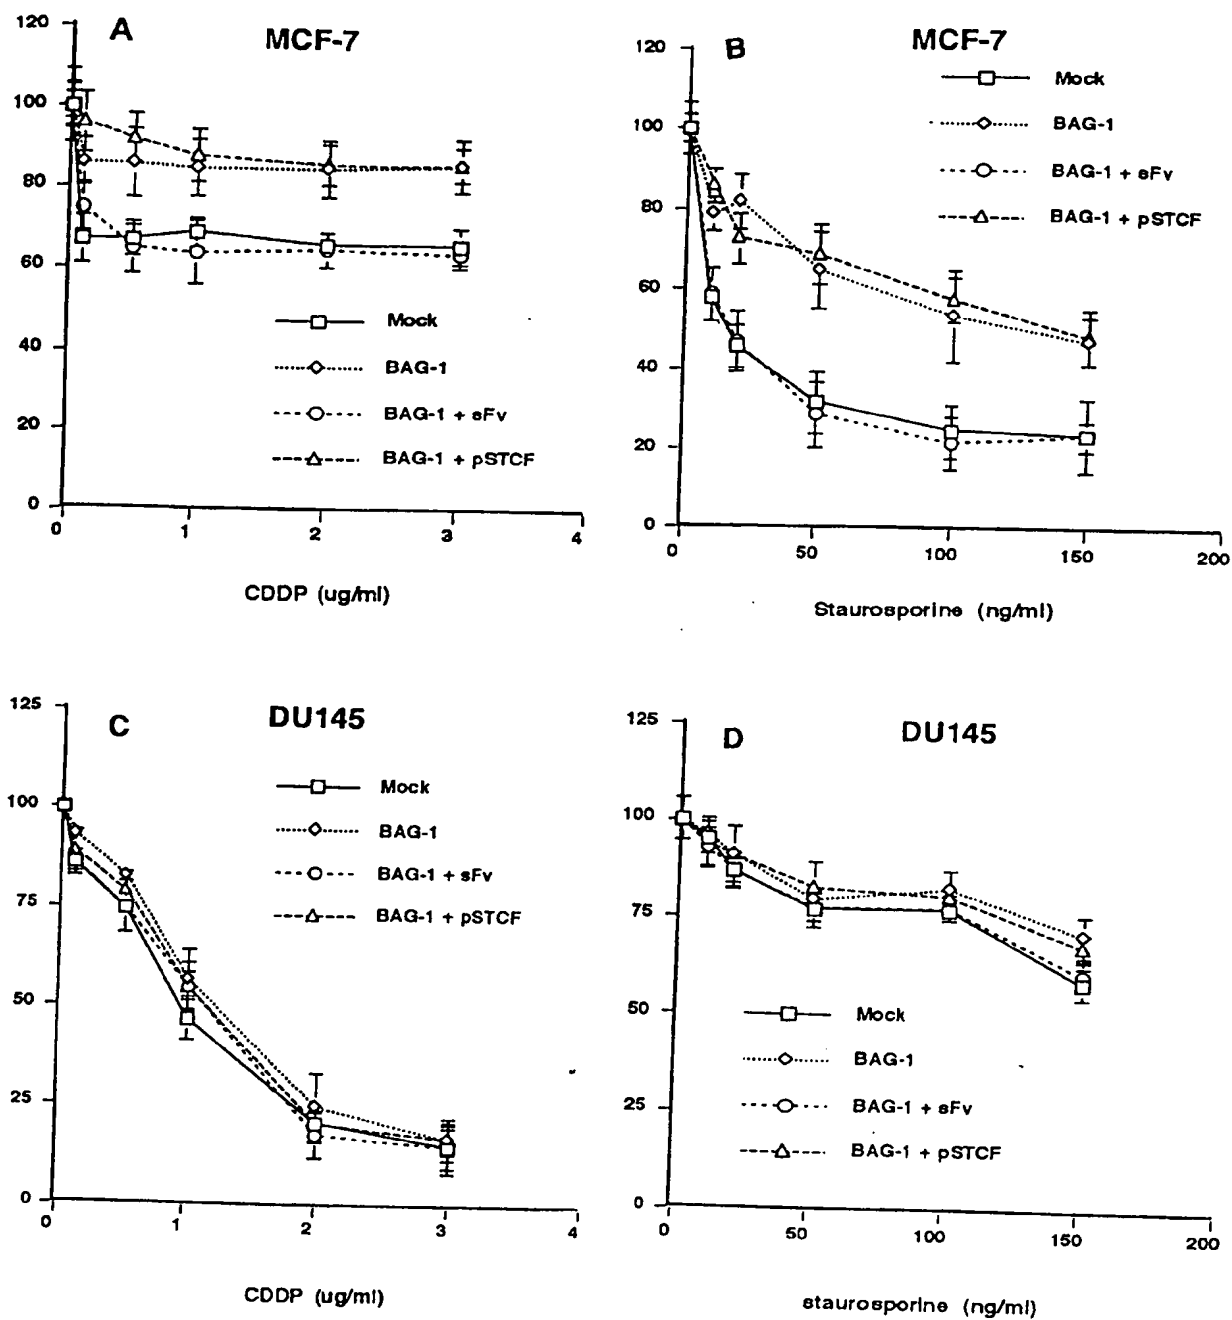 A
MCF-7
120
100
80
60
40
20
0
Mock
BAG-1
BAG-1 + sFv
BAG-1 + pSTCF
0
1
2
3
4
CDDP (ug/ml)
B
MCF-7
120
100
80
60
40
20
0
Mock
BAG-1
BAG-1 + sFv
BAG-1 + pSTCF
0
50
100
150
200
Staurosporine (ng/ml)
C
DU145
125
100
75
50
25
0
Mock
BAG-1
BAG-1 + sFv
BAG-1 + pSTCF
0
1
2
3
4
CDDP (ug/ml)
D
DU145
125
100
75
50
25
0
Mock
BAG-1
BAG-1 + sFv
BAG-1 + pSTCF
0
50
100
150
200
staurosporine (ng/ml)